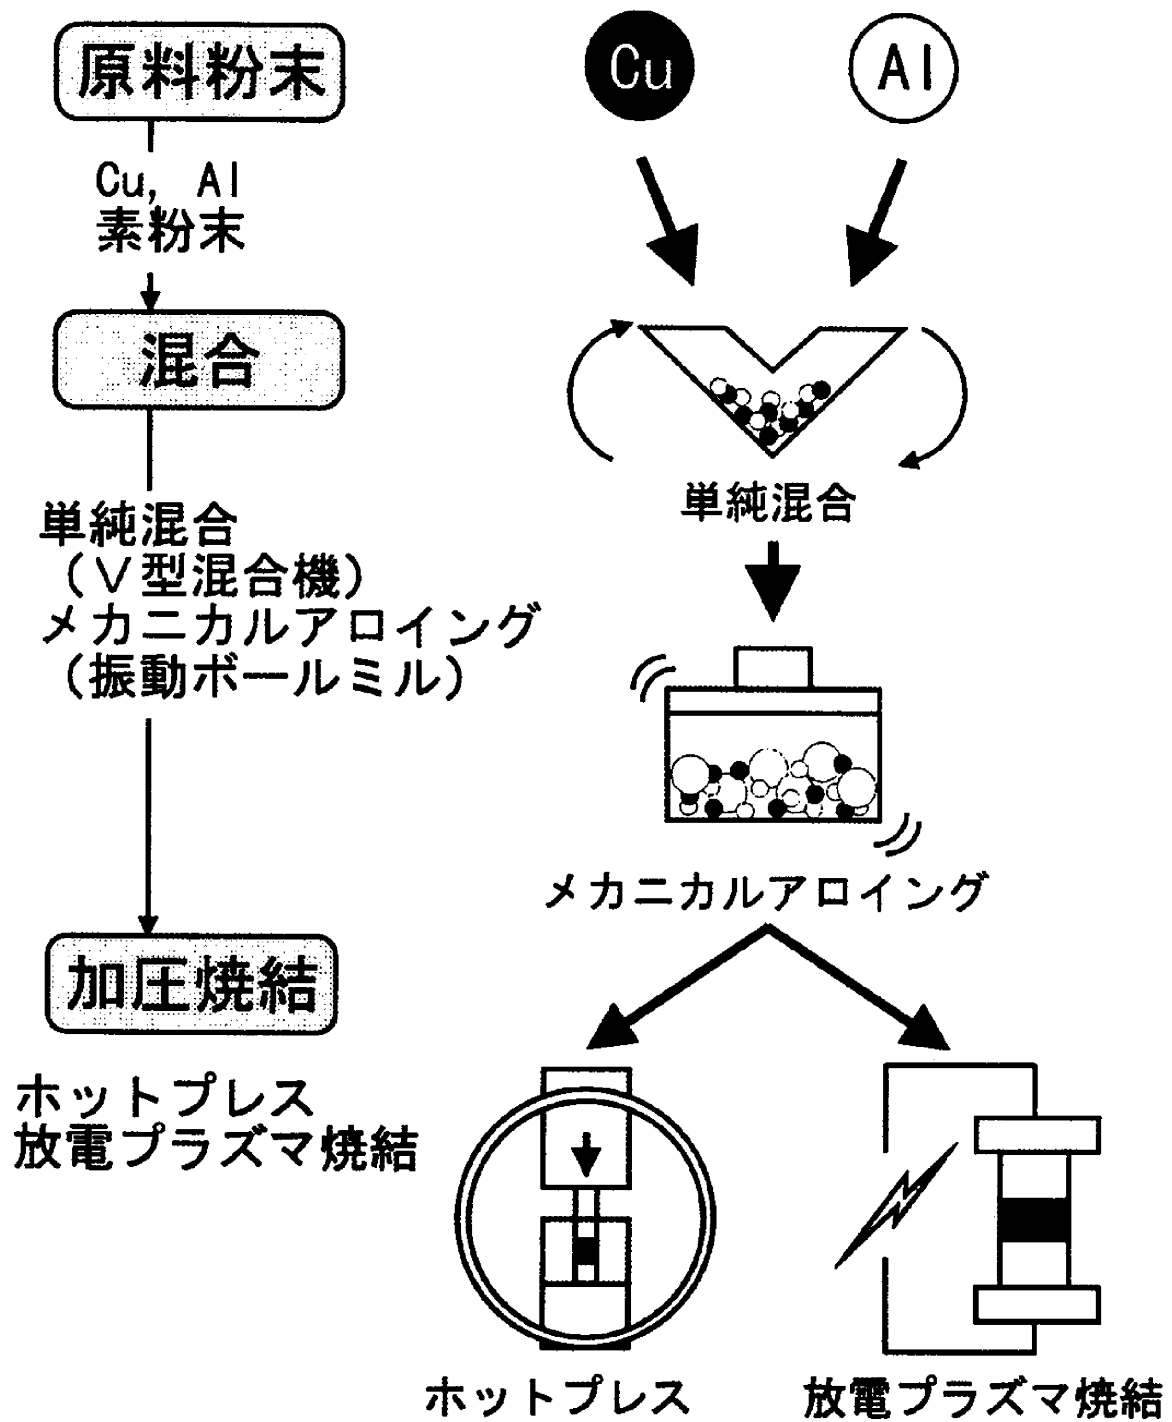 原料粉末
Cu, Al
素粉末
混合
単純混合
(V型混合機)
メカニカルアロイング
(振動ボールミル)
加圧焼結
ホットプレス
放電プラズマ焼結
Cu
Al
単純混合
メカニカルアロイング
ホットプレス
放電プラズマ焼結